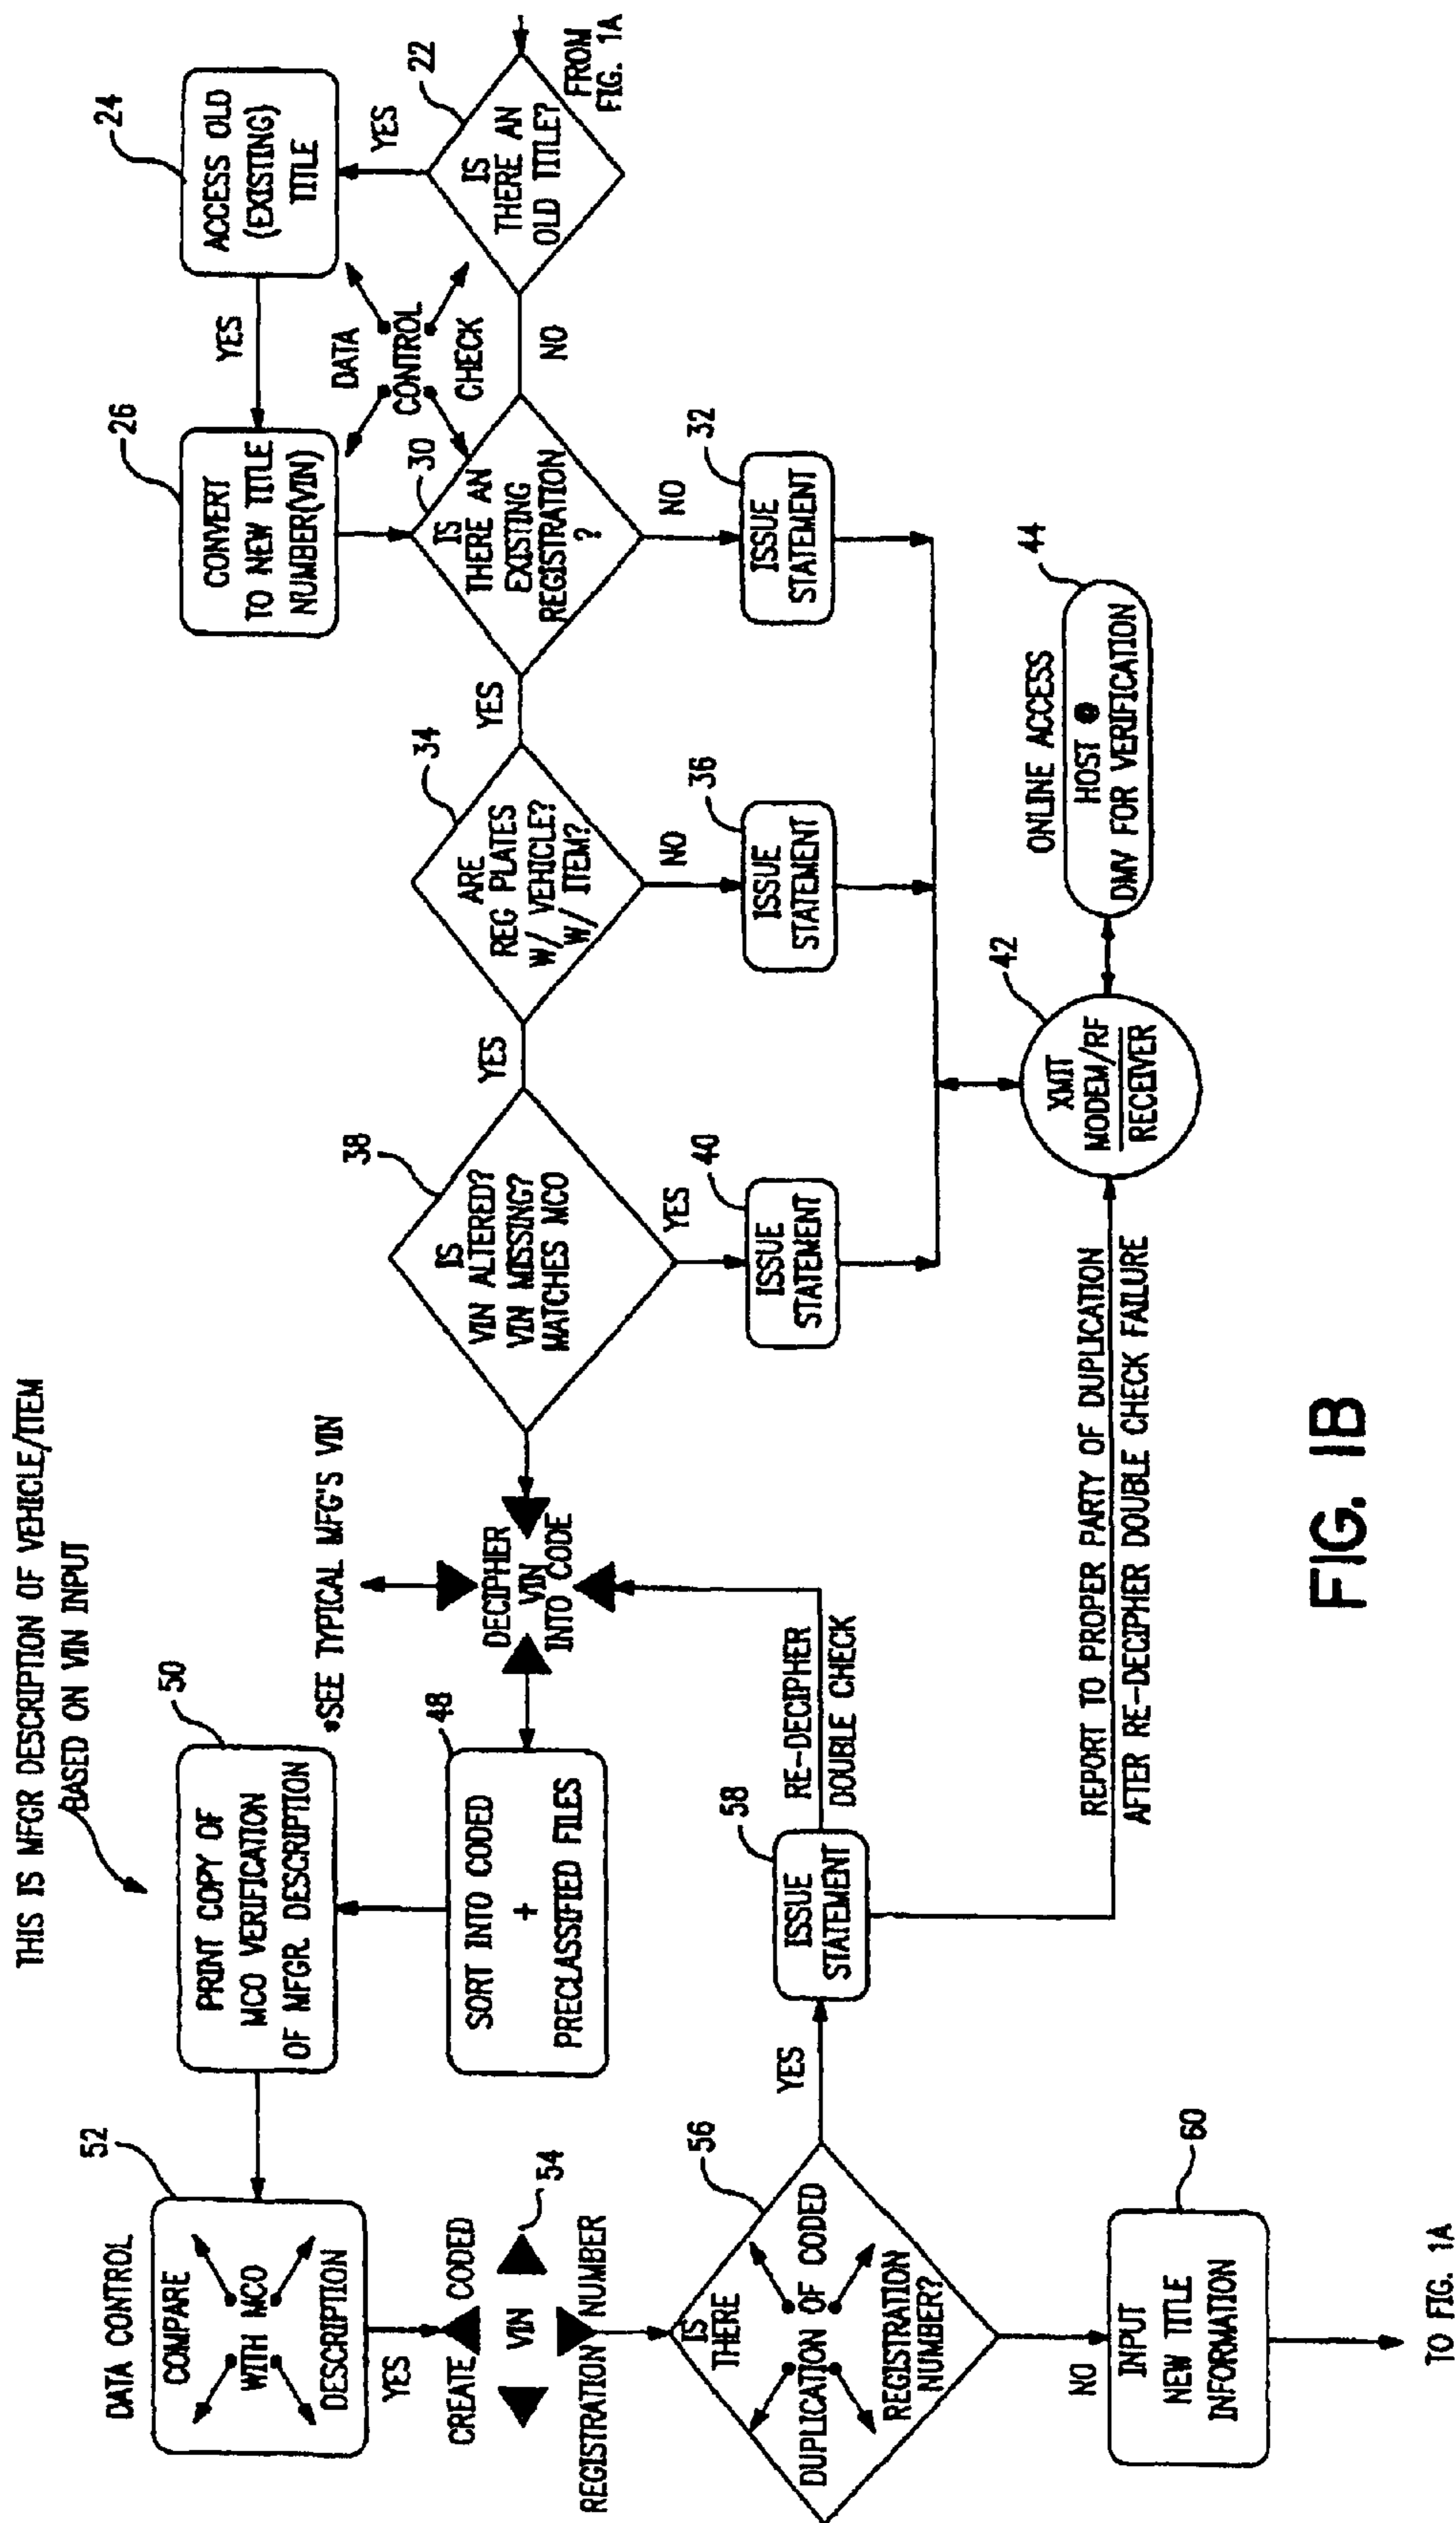 THIS IS MFGR DESCRIPTION OF VEHICLE/ITEM
BASED ON VIN INPUT
DATA CONTROL
52
COMPARE
WITH MCO
DESCRIPTION
YES
50
PRINT COPY OF
MCO VERIFICATION
OF MFGR. DESCRIPTION
*SEE TYPICAL MFG'S VIN
48
SORT INTO CODED
+
PRECLASSIFIED FILES
DECIPHER
VIN
INTO CODE
26
CONVERT
TO NEW TITLE
NUMBER(VIN)
YES
24
ACCESS OLD
(EXISTING)
TITLE
DATA
CONTROL
CHECK
YES
22
IS
THERE AN
OLD TITLE?
FROM
FIG. 1A
NO
30
IS
THERE AN
EXISTING
REGISTRATION
?
YES
NO
32
ISSUE
STATEMENT
34
ARE
REG PLATES
W/ VEHICLE?
W/ ITEM?
YES
NO
36
ISSUE
STATEMENT
38
IS
VIN ALTERED?
VIN MISSING?
MATCHES MCO
YES
40
ISSUE
STATEMENT
CREATE CODED
VIN
54
REGISTRATION NUMBER
56
IS
THERE
DUPLICATION OF CODED
REGISTRATION
NUMBER?
YES
58
ISSUE
STATEMENT
RE-DECIPHER
DOUBLE CHECK
REPORT TO PROPER PARTY OF DUPLICATION
AFTER RE-DECIPHER DOUBLE CHECK FAILURE
42
XMIT
MODEM/RF
RECEIVER
ONLINE ACCESS
44
HOST @
DMV FOR VERIFICATION
NO
60
INPUT
NEW TITLE
INFORMATION
TO FIG. 1A
FIG. 1B